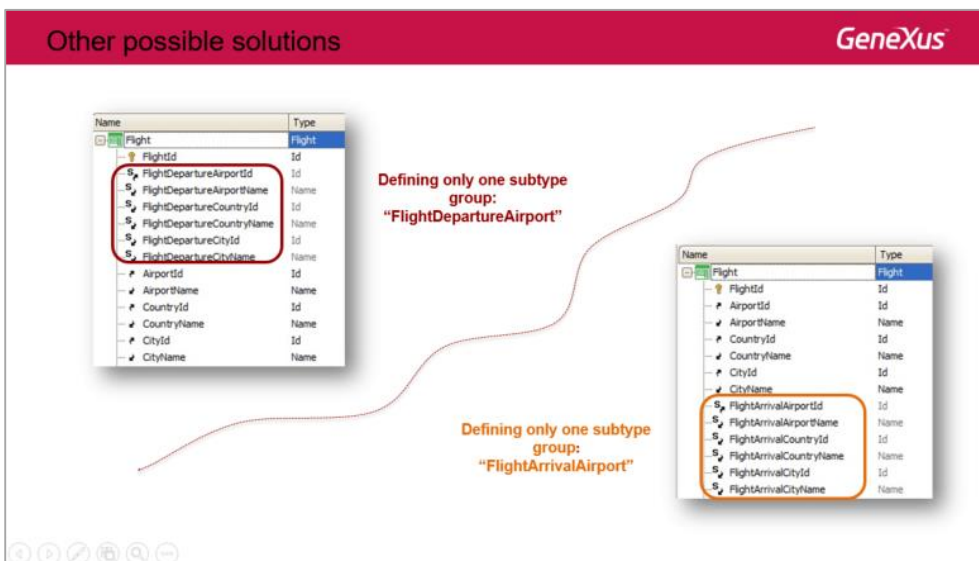 Other possible solutions
GeneXus
Name Type
Flight Flight
FlightId Id
FlightDepartureAirportId Id
FlightDepartureAirportName Name
FlightDepartureCountryId Id
FlightDepartureCountryName Name
FlightDepartureCityId Id
FlightDepartureCityName Name
AirportId Id
AirportName Name
CountryId Id
CountryName Name
CityId Id
CityName Name
Defining only one subtype
group:
“FlightDepartureAirport”
Name Type
Flight Flight
FlightId Id
AirportId Id
AirportName Name
CountryId Id
CountryName Name
CityId Id
CityName Name
FlightArrivalAirportId Id
FlightArrivalAirportName Name
FlightArrivalCountryId Id
FlightArrivalCountryName Name
FlightArrivalCityId Id
FlightArrivalCityName Name
Defining only one subtype
group:
“FlightArrivalAirport”